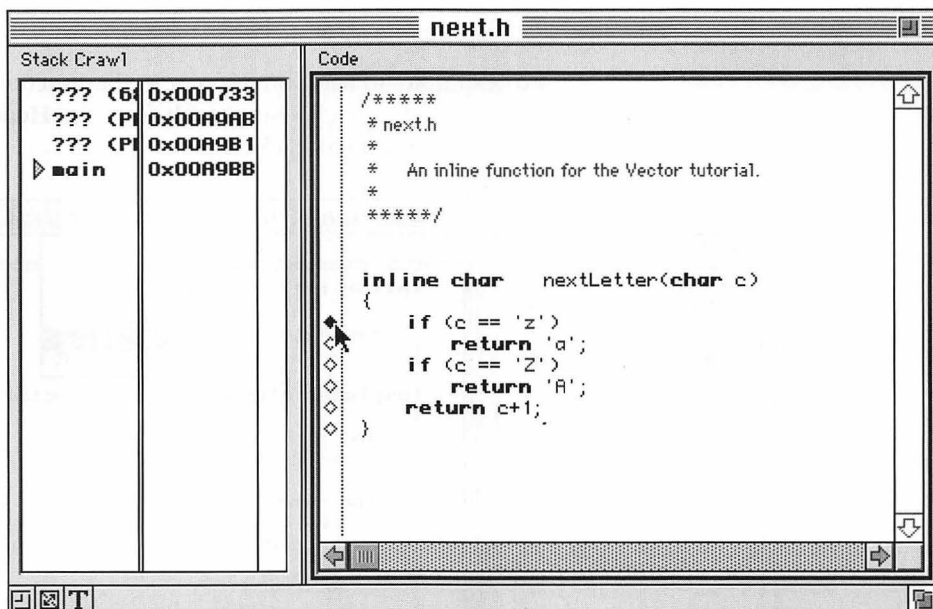 next.h
Stack Crawl
Code
??? (68 0x000733
??? (PI 0x00A9AB
??? (PI 0x00A9B1
main 0x00A9BB
/*****
* next.h
*
* An inline function for the Vector tutorial.
*
*****/
inline char nextLetter(char c)
{
if (c == 'z')
return 'a';
if (c == 'Z')
return 'A';
return c+1;
}
T